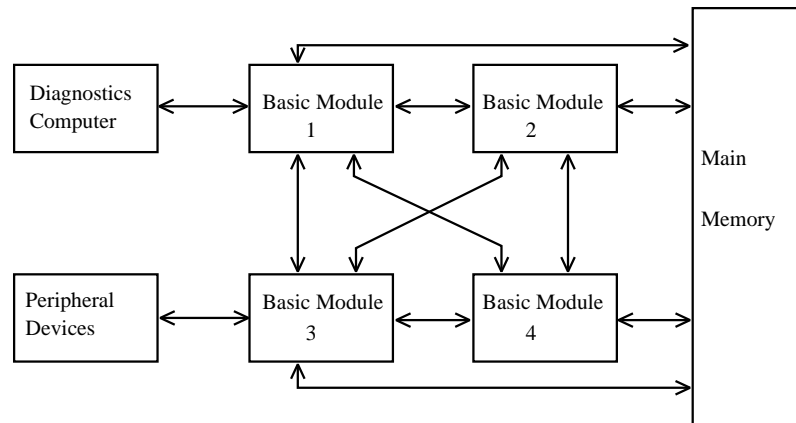 Diagnostics
Computer
Basic Module
1
Basic Module
2
Main
Memory
Peripheral
Devices
Basic Module
3
Basic Module
4